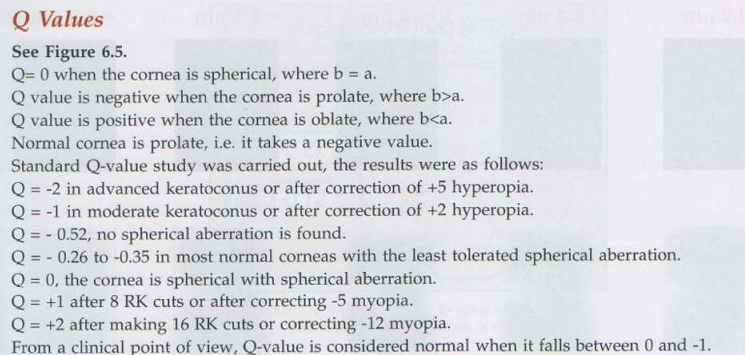 Q Values
See Figure 6.5.
Q= 0 when the cornea is spherical, where b = a.
Q value is negative when the cornea is prolate, where b>a.
Q value is positive when the cornea is oblate, where b<a.
Normal cornea is prolate, i.e. it takes a negative value.
Standard Q-value study was carried out, the results were as follows:
Q = -2 in advanced keratoconus or after correction of +5 hyperopia.
Q = -1 in moderate keratoconus or after correction of +2 hyperopia.
Q = - 0.52, no spherical aberration is found.
Q = - 0.26 to -0.35 in most normal corneas with the least tolerated spherical aberration.
Q = 0, the cornea is spherical with spherical aberration.
Q = +1 after 8 RK cuts or after correcting -5 myopia.
Q = +2 after making 16 RK cuts or correcting -12 myopia.
From a clinical point of view, Q-value is considered normal when it falls between 0 and -1.